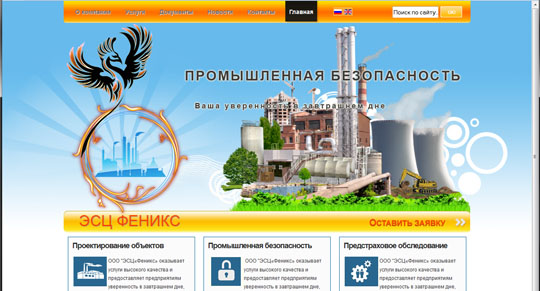 О компании Услуги Документы Новости Контакты Главная Поиск по сайту
ПРОМЫШЛЕННАЯ БЕЗОПАСНОСТЬ
Ваша уверенность в завтрашнем дне
ЭСЦ ФЕНИКС ОСТАВИТЬ ЗАЯВКУ
Проектирование объектов
ООО "ЭСЦ«Феникс» оказывает
услуги высокого качества и
предоставляет предприятиям
уверенность в завтрашнем дне,
Промышленная безопасность
ООО "ЭСЦ«Феникс» оказывает
услуги высокого качества и
предоставляет предприятиям
уверенность в завтрашнем дне,
Предстраховое обследование
ООО "ЭСЦ«Феникс» оказывает
услуги высокого качества и
предоставляет предприятиям
уверенность в завтрашнем дне,